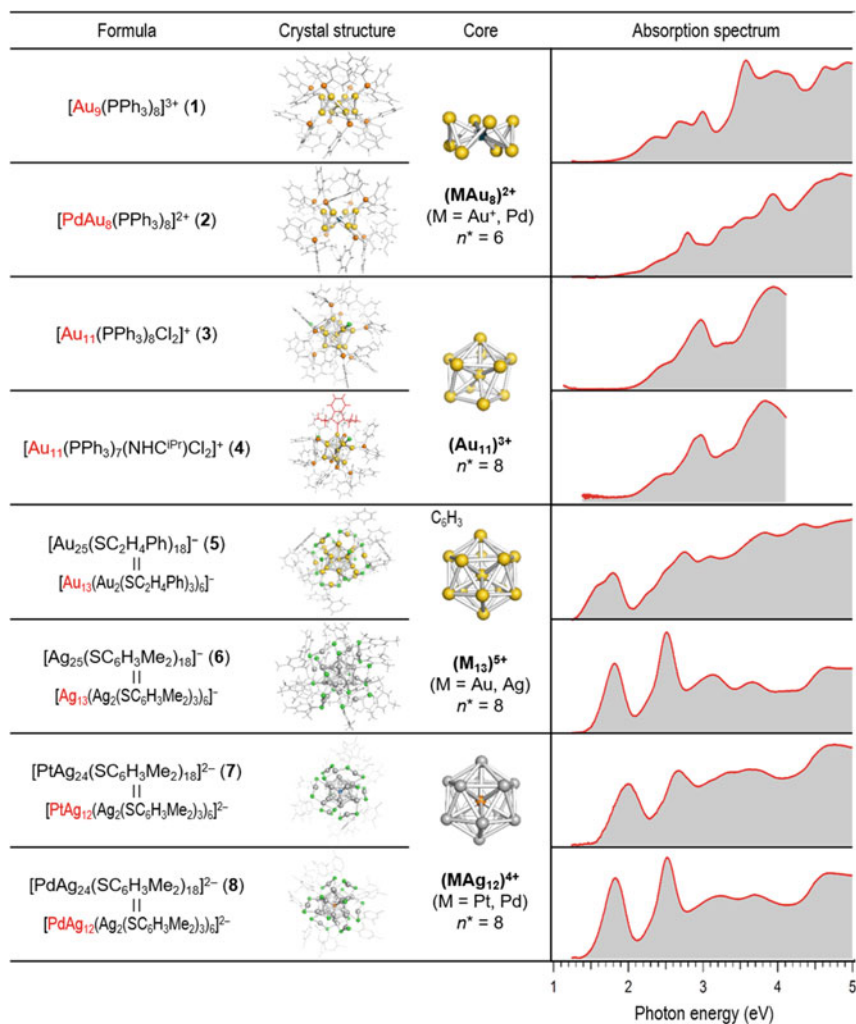 Formula Crystal structure Core Absorption spectrum
[Au₉(PPh₃)₈]³⁺ (1)
(MAu₈)²⁺
(M = Au⁺, Pd)
n* = 6
[PdAu₈(PPh₃)₈]²⁺ (2)
[Au₁₁(PPh₃)₈Cl₂]⁺ (3)
(Au₁₁)³⁺
n* = 8
[Au₁₁(PPh₃)₇(NHCⁱᴾʳ)Cl₂]⁺ (4)
C₆H₃
[Au₂₅(SC₂H₄Ph)₁₈]⁻ (5)
=
[Au₁₃(Au₂(SC₂H₄Ph)₃)₆]⁻
(M₁₃)⁵⁺
(M = Au, Ag)
n* = 8
[Ag₂₅(SC₆H₃Me₂)₁₈]⁻ (6)
=
[Ag₁₃(Ag₂(SC₆H₃Me₂)₃)₆]⁻
[PtAg₂₄(SC₆H₃Me₂)₁₈]²⁻ (7)
=
[PtAg₁₂(Ag₂(SC₆H₃Me₂)₃)₆]²⁻
(MAg₁₂)⁴⁺
(M = Pt, Pd)
n* = 8
[PdAg₂₄(SC₆H₃Me₂)₁₈]²⁻ (8)
=
[PdAg₁₂(Ag₂(SC₆H₃Me₂)₃)₆]²⁻
1 2 3 4 5
Photon energy (eV)